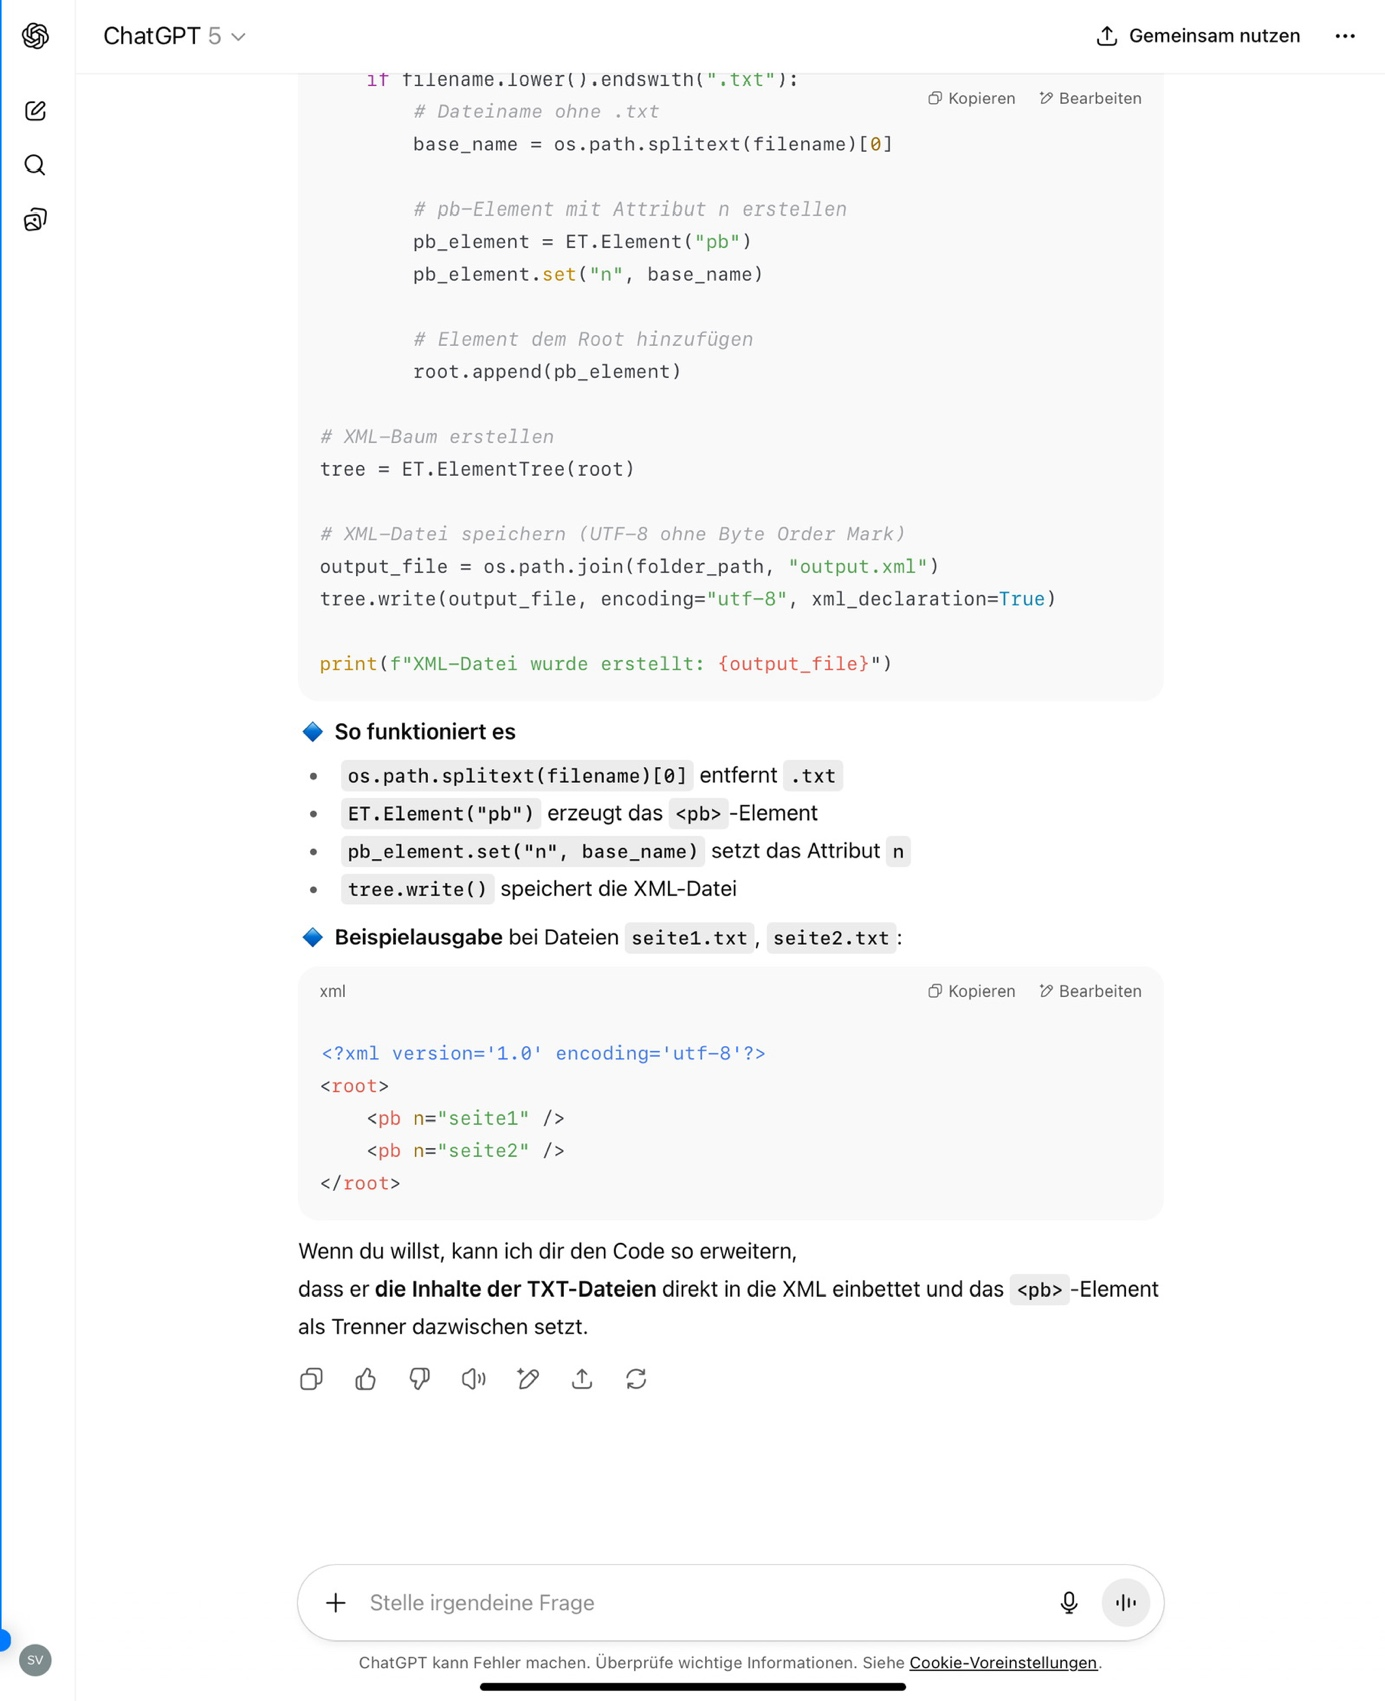 ChatGPT 5
Gemeinsam nutzen
if filename.lower().endswith(".txt"):
Kopieren Bearbeiten
# Dateiname ohne .txt
base_name = os.path.splitext(filename)[0]
# pb-Element mit Attribut n erstellen
pb_element = ET.Element("pb")
pb_element.set("n", base_name)
# Element dem Root hinzufügen
root.append(pb_element)
# XML-Baum erstellen
tree = ET.ElementTree(root)
# XML-Datei speichern (UTF-8 ohne Byte Order Mark)
output_file = os.path.join(folder_path, "output.xml")
tree.write(output_file, encoding="utf-8", xml_declaration=True)
print(f"XML-Datei wurde erstellt: {output_file}")
So funktioniert es
• os.path.splitext(filename)[0] entfernt .txt
• ET.Element("pb") erzeugt das <pb>-Element
• pb_element.set("n", base_name) setzt das Attribut n
• tree.write() speichert die XML-Datei
Beispielausgabe bei Dateien seite1.txt, seite2.txt:
xml
Kopieren Bearbeiten
<?xml version='1.0' encoding='utf-8'?>
<root>
<pb n="seite1" />
<pb n="seite2" />
</root>
Wenn du willst, kann ich dir den Code so erweitern,
dass er die Inhalte der TXT-Dateien direkt in die XML einbettet und das <pb>-Element
als Trenner dazwischen setzt.
Stelle irgendeine Frage
SV
ChatGPT kann Fehler machen. Überprüfe wichtige Informationen. Siehe Cookie-Voreinstellungen.